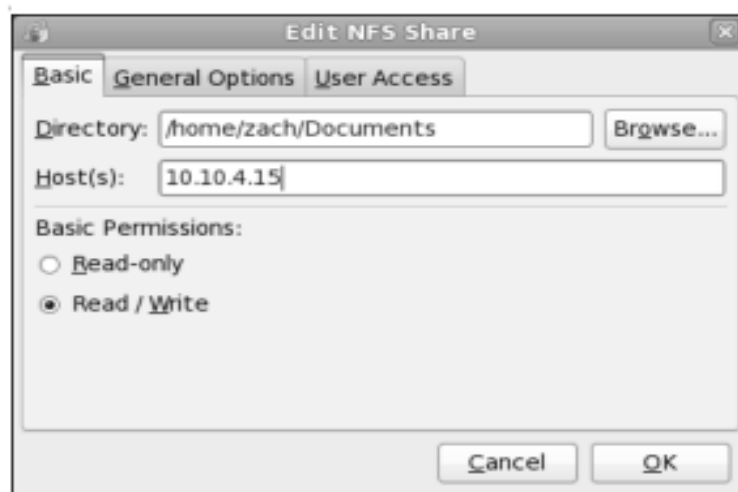 Edit NFS Share
Basic General Options User Access
Directory: /home/zach/Documents Browse...
Host(s): 10.10.4.15
Basic Permissions:
Read-only
Read / Write
Cancel OK